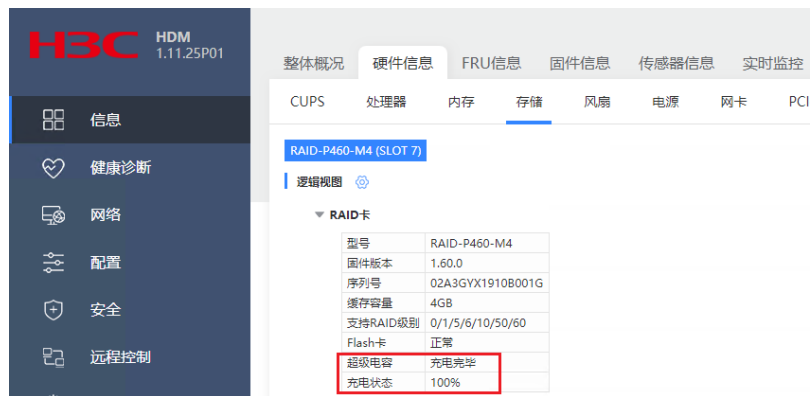 H3C
HDM
1.11.25P01
整体概况 硬件信息 FRU信息 固件信息 传感器信息 实时监控
CUPS 处理器 内存 存储 风扇 电源 网卡 PCI
信息
健康诊断
网络
配置
安全
远程控制
RAID-P460-M4 (SLOT 7)
逻辑视图
RAID卡
型号 RAID-P460-M4
固件版本 1.60.0
序列号 02A3GYX1910B001G
缓存容量 4GB
支持RAID级别 0/1/5/6/10/50/60
Flash卡 正常
超级电容 充电完毕
充电状态 100%